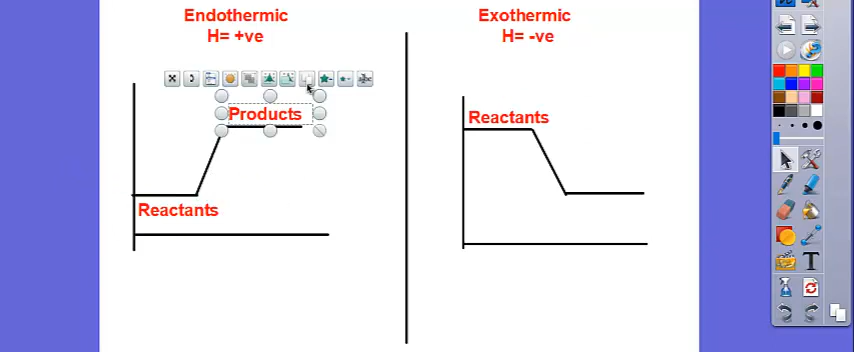 Endothermic
H= +ve
Products
Reactants
Exothermic
H= -ve
Reactants